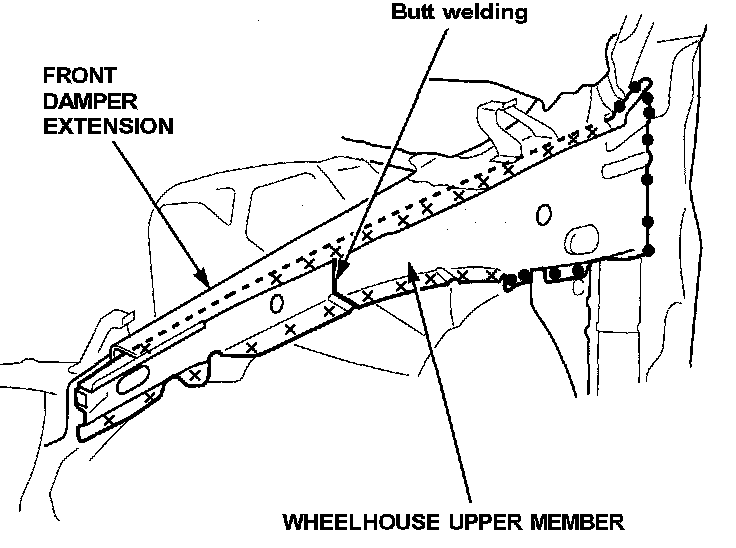 Butt welding
FRONT
DAMPER
EXTENSION
WHEELHOUSE UPPER MEMBER